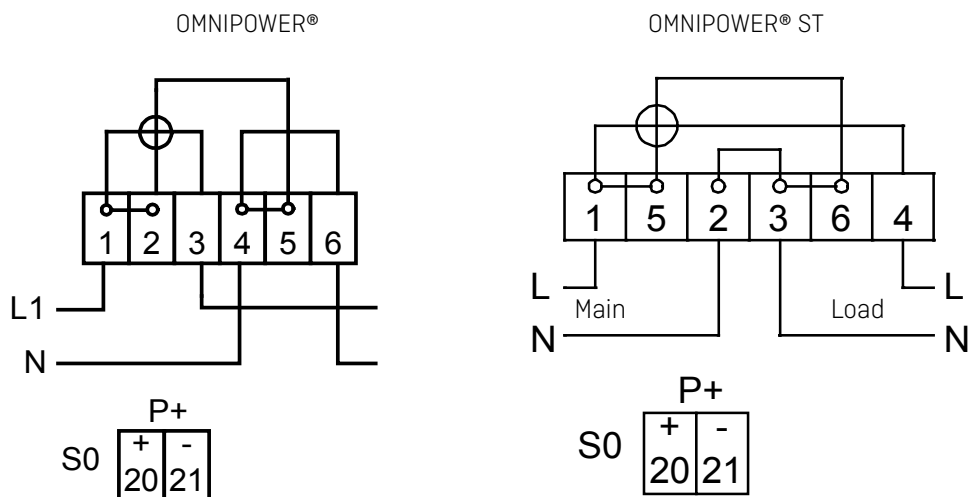 OMNIPOWER®
1 2 3 4 5 6
L1
N
P+
S0
+ -
20 21
OMNIPOWER® ST
1 5 2 3 6 4
L Main Load L
N N
P+
S0
+ -
20 21